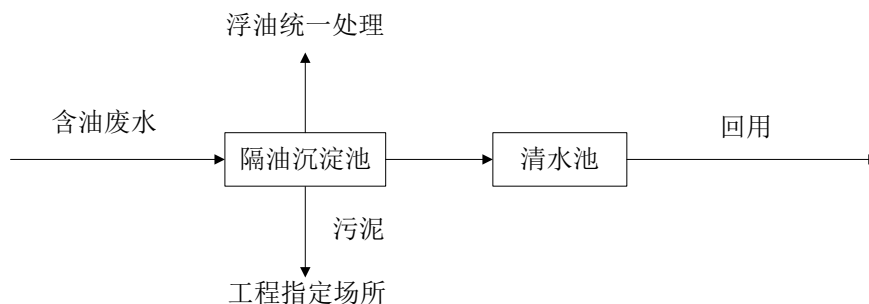 浮油统一处理
含油废水
回用
隔油沉淀池
清水池
污泥
工程指定场所